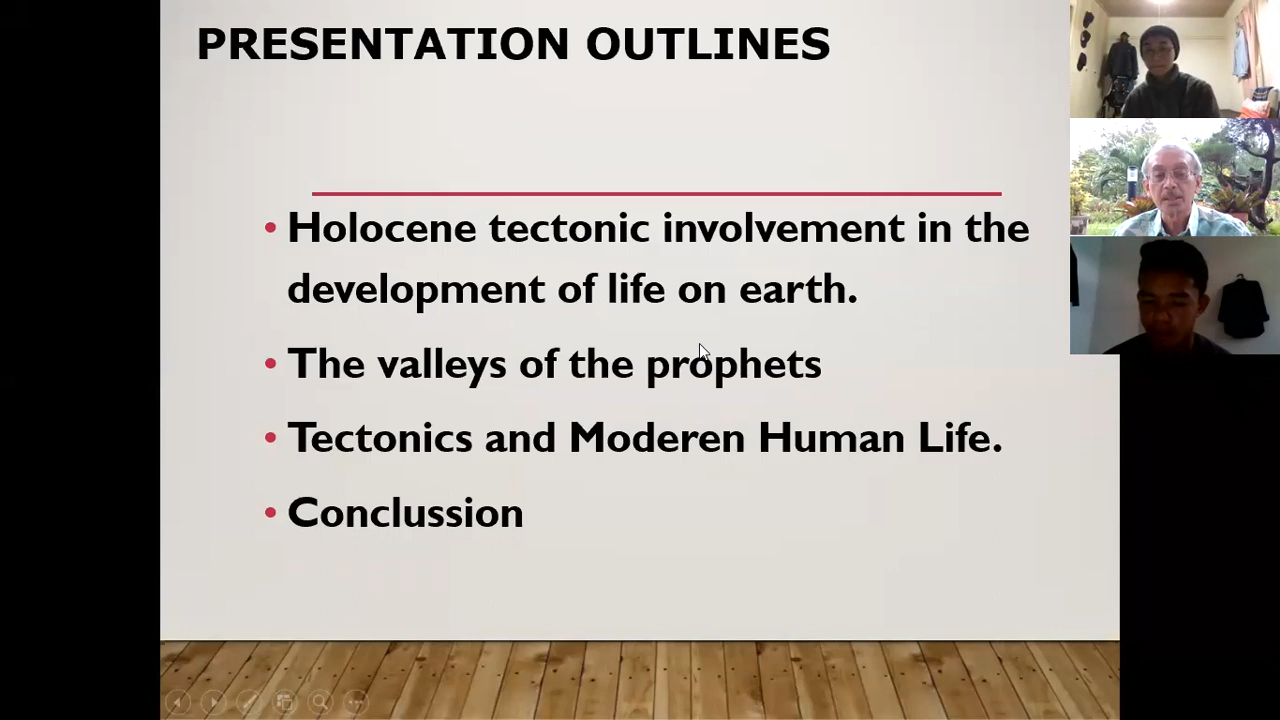 PRESENTATION OUTLINES
• Holocene tectonic involvement in the
development of life on earth.
• The valleys of the prophets
• Tectonics and Moderen Human Life.
• Conclussion